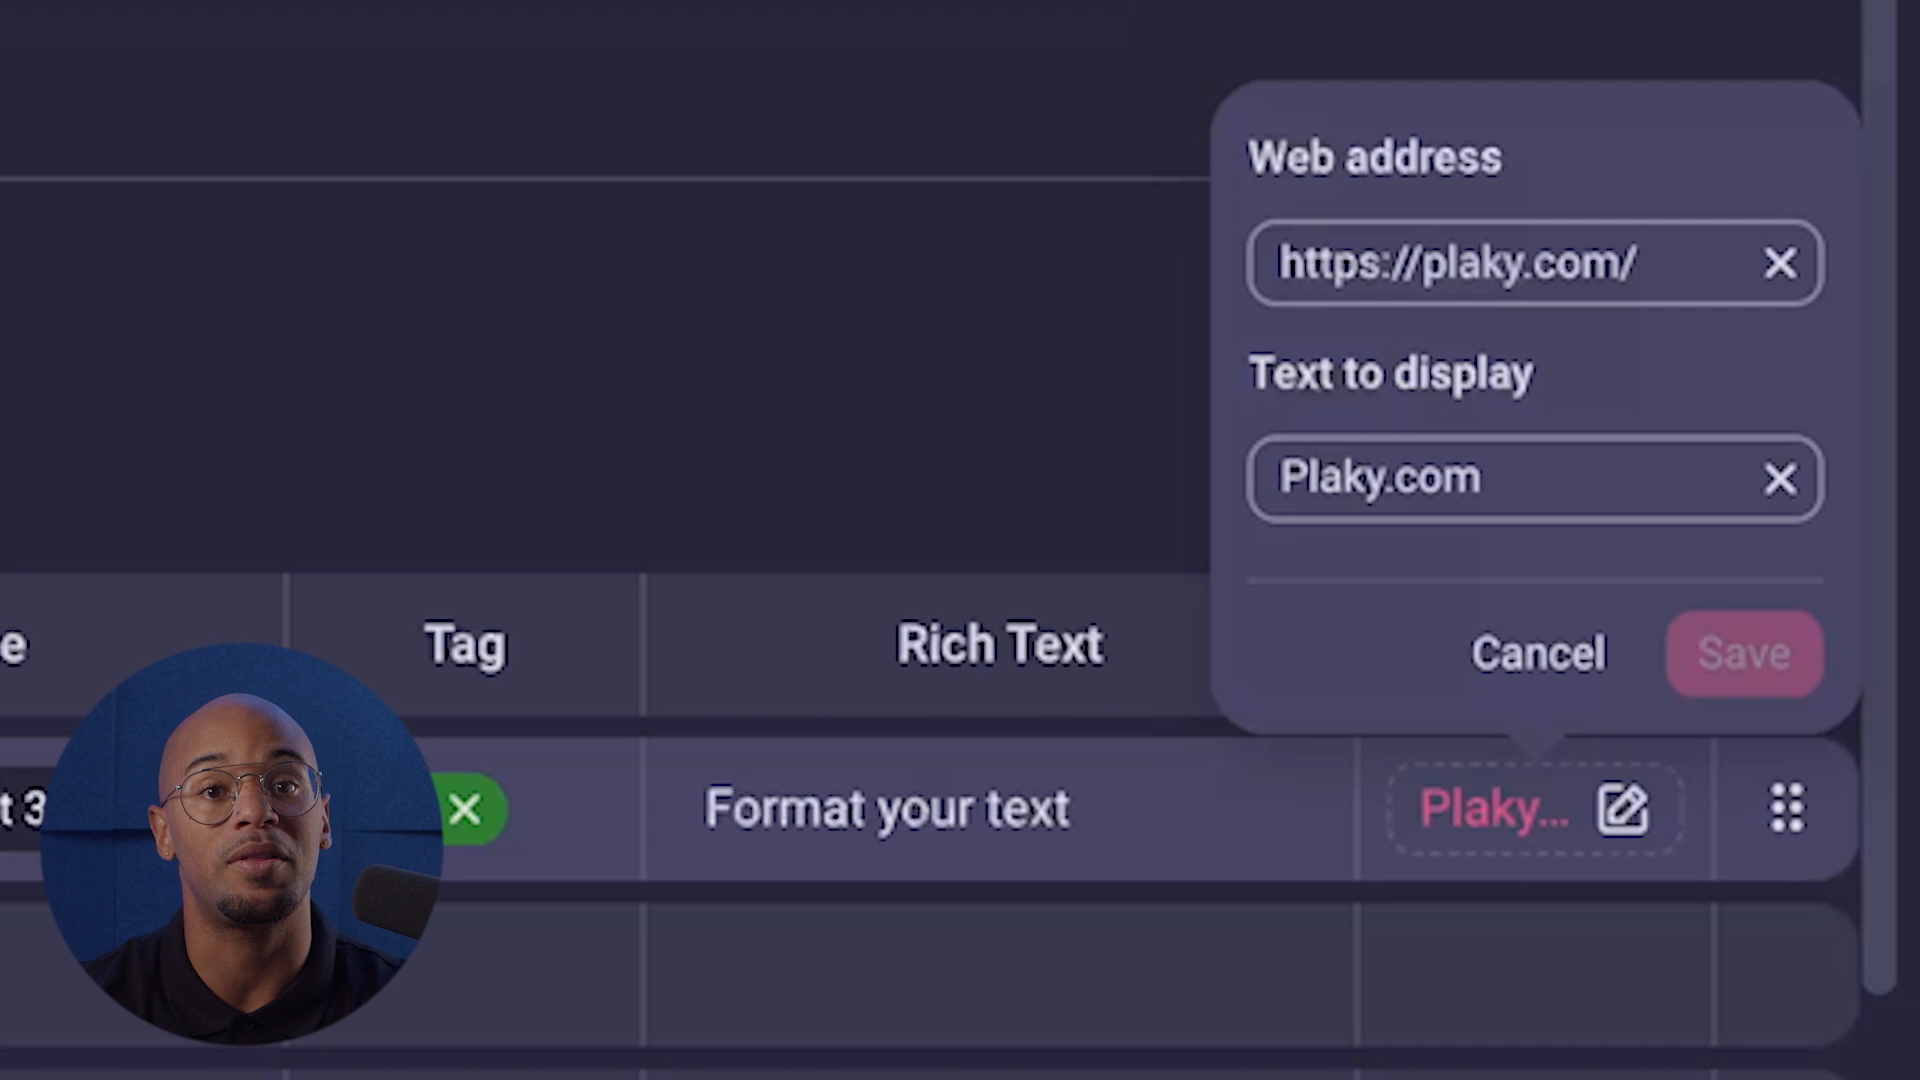 Web address
https://plaky.com/
Text to display
Plaky.com
Cancel
Save
e
Tag
Rich Text
t 3
Format your text
Plaky...